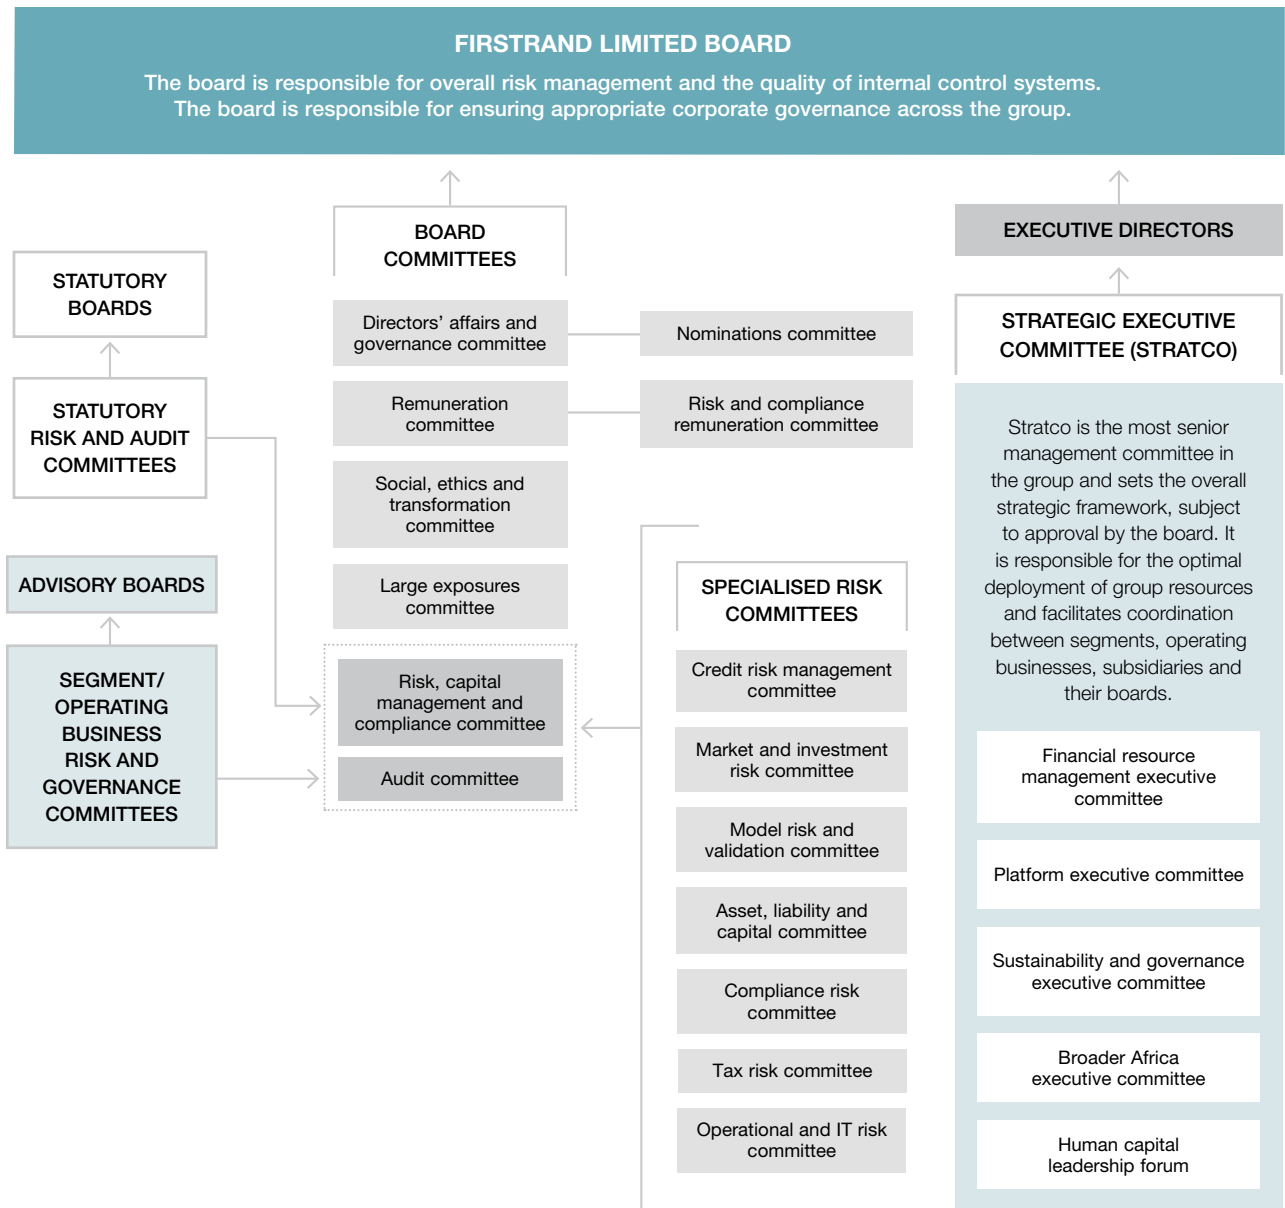 FIRSTRAND LIMITED BOARD
The board is responsible for overall risk management and the quality of internal control systems.
The board is responsible for ensuring appropriate corporate governance across the group.
STATUTORY
BOARDS
STATUTORY
RISK AND AUDIT
COMMITTEES
ADVISORY BOARDS
SEGMENT/
OPERATING
BUSINESS
RISK AND
GOVERNANCE
COMMITTEES
BOARD
COMMITTEES
Directors’ affairs and
governance committee
Nominations committee
Remuneration
committee
Risk and compliance
remuneration committee
Social, ethics and
transformation
committee
Large exposures
committee
Risk, capital
management and
compliance committee
Audit committee
SPECIALISED RISK
COMMITTEES
Credit risk management
committee
Market and investment
risk committee
Model risk and
validation committee
Asset, liability and
capital committee
Compliance risk
committee
Tax risk committee
Operational and IT risk
committee
EXECUTIVE DIRECTORS
STRATEGIC EXECUTIVE
COMMITTEE (STRATCO)
Stratco is the most senior
management committee in
the group and sets the overall
strategic framework, subject
to approval by the board. It
is responsible for the optimal
deployment of group resources
and facilitates coordination
between segments, operating
businesses, subsidiaries and
their boards.
Financial resource
management executive
committee
Platform executive committee
Sustainability and governance
executive committee
Broader Africa
executive committee
Human capital
leadership forum